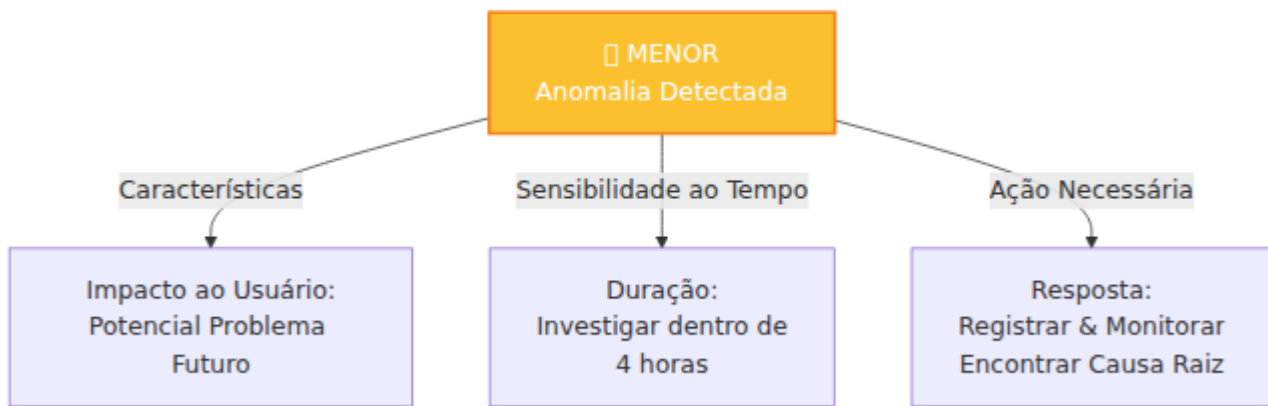 ▯ MENOR
Anomalia Detectada
Características
Sensibilidade ao Tempo
Ação Necessária
Impacto ao Usuário:
Potencial Problema
Futuro
Duração:
Investigar dentro de
4 horas
Resposta:
Registrar & Monitorar
Encontrar Causa Raiz